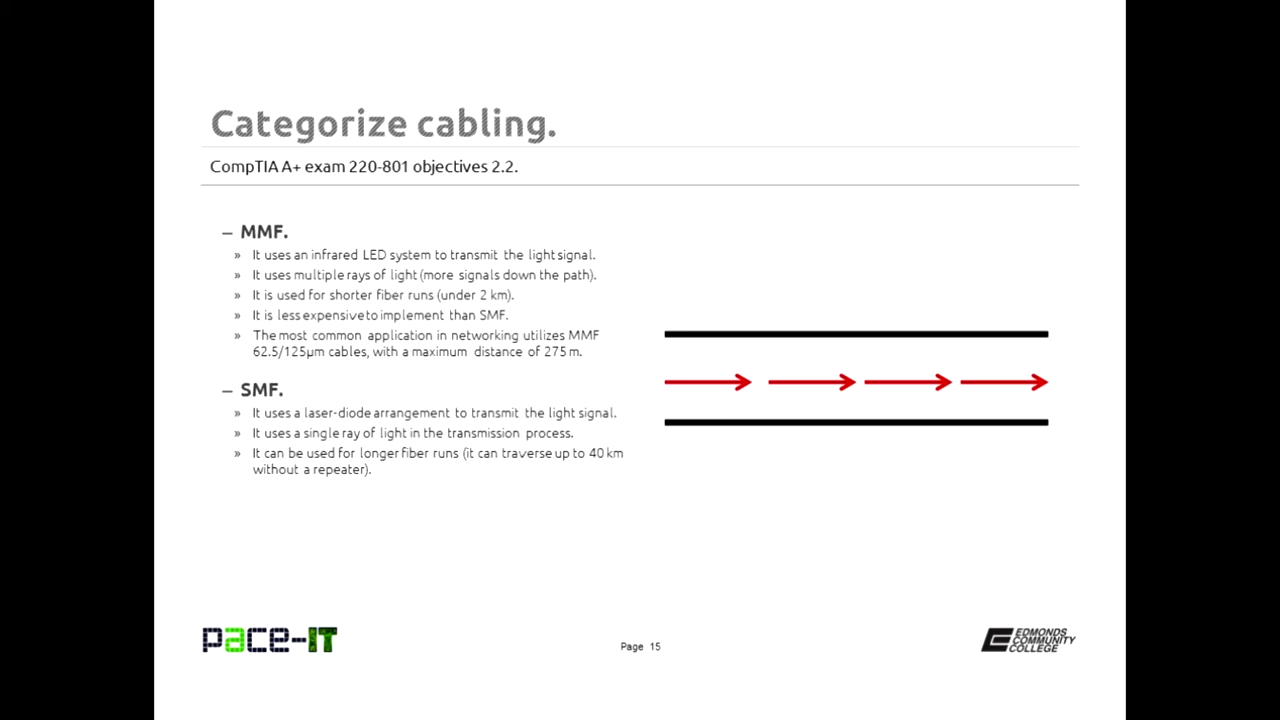 Categorize cabling.
CompTIA A+ exam 220-801 objectives 2.2.
– MMF.
» It uses an infrared LED system to transmit the light signal.
» It uses multiple rays of light (more signals down the path).
» It is used for shorter fiber runs (under 2 km).
» It is less expensive to implement than SMF.
» The most common application in networking utilizes MMF
62.5/125µm cables, with a maximum distance of 275 m.
– SMF.
» It uses a laser-diode arrangement to transmit the light signal.
» It uses a single ray of light in the transmission process.
» It can be used for longer fiber runs (it can traverse up to 40 km
without a repeater).
pace-IT
Page 15
EDMONDS
COMMUNITY
COLLEGE